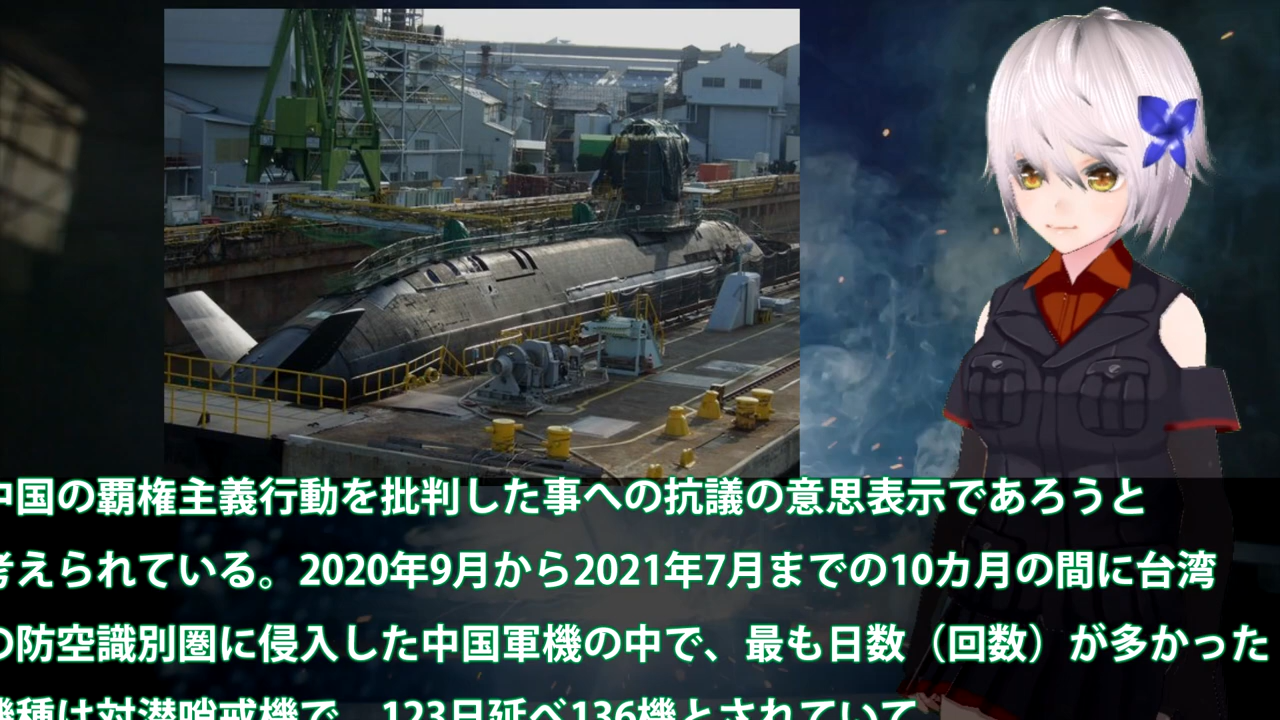 中国の覇権主義行動を批判した事への抗議の意思表示であろうと
考えられている。2020年9月から2021年7月までの10カ月の間に台湾
の防空識別圏に侵入した中国軍機の中で、最も日数（回数）が多かった
機種は対潜哨戒機で、123日延べ136機とされていて